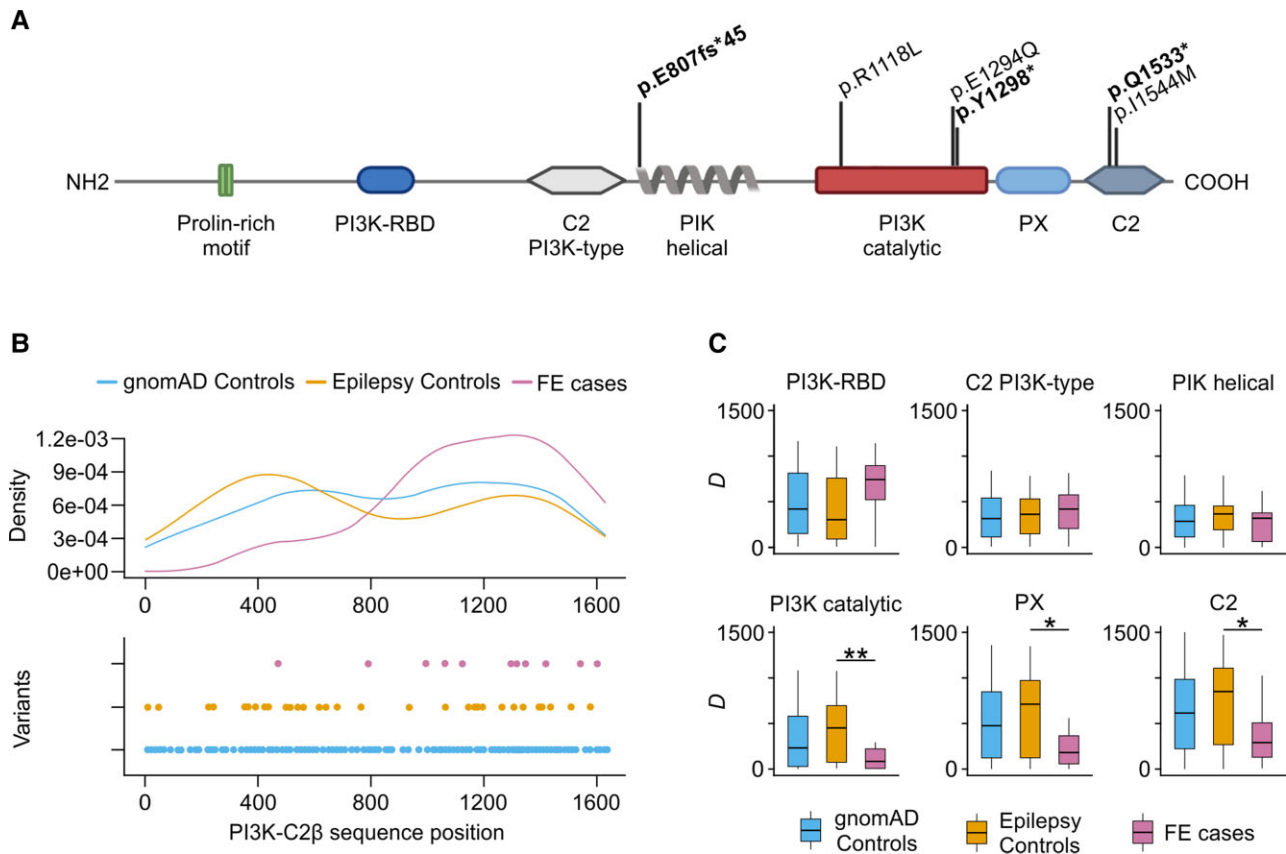 A
p.E807fs*45
p.R1118L
p.E1294Q
p.Y1298*
p.Q1533*
p.I1544M
NH2
COOH
Prolin-rich
motif
PI3K-RBD
C2
PI3K-type
PIK
helical
PI3K
catalytic
PX
C2
B
gnomAD Controls
Epilepsy Controls
FE cases
Density
1.2e-03
9e-04
6e-04
3e-04
0e+00
0 400 800 1200 1600
Variants
0 400 800 1200 1600
PI3K-C2β sequence position
C
PI3K-RBD
C2 PI3K-type
PIK helical
D
1500
0
1500
0
1500
0
PI3K catalytic
PX
C2
D
1500
0
**
1500
0
*
1500
0
*
gnomAD
Controls
Epilepsy
Controls
FE cases